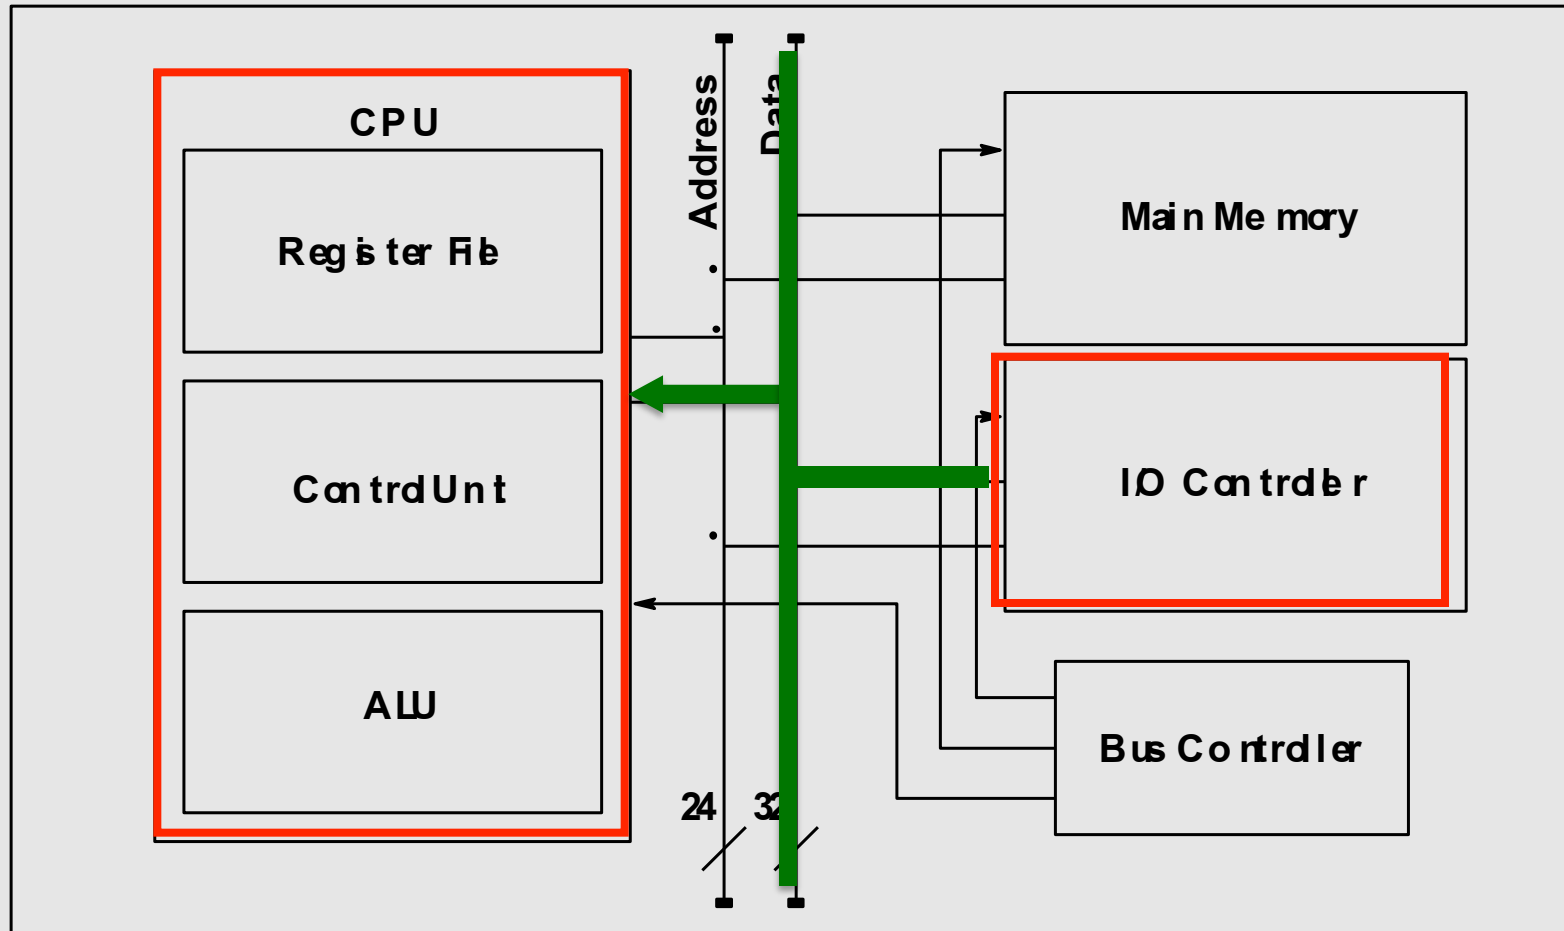 CPU
Register File
Control Unit
ALU
Address
Data
24
32
Main Memory
I/O Controller
Bus Controller